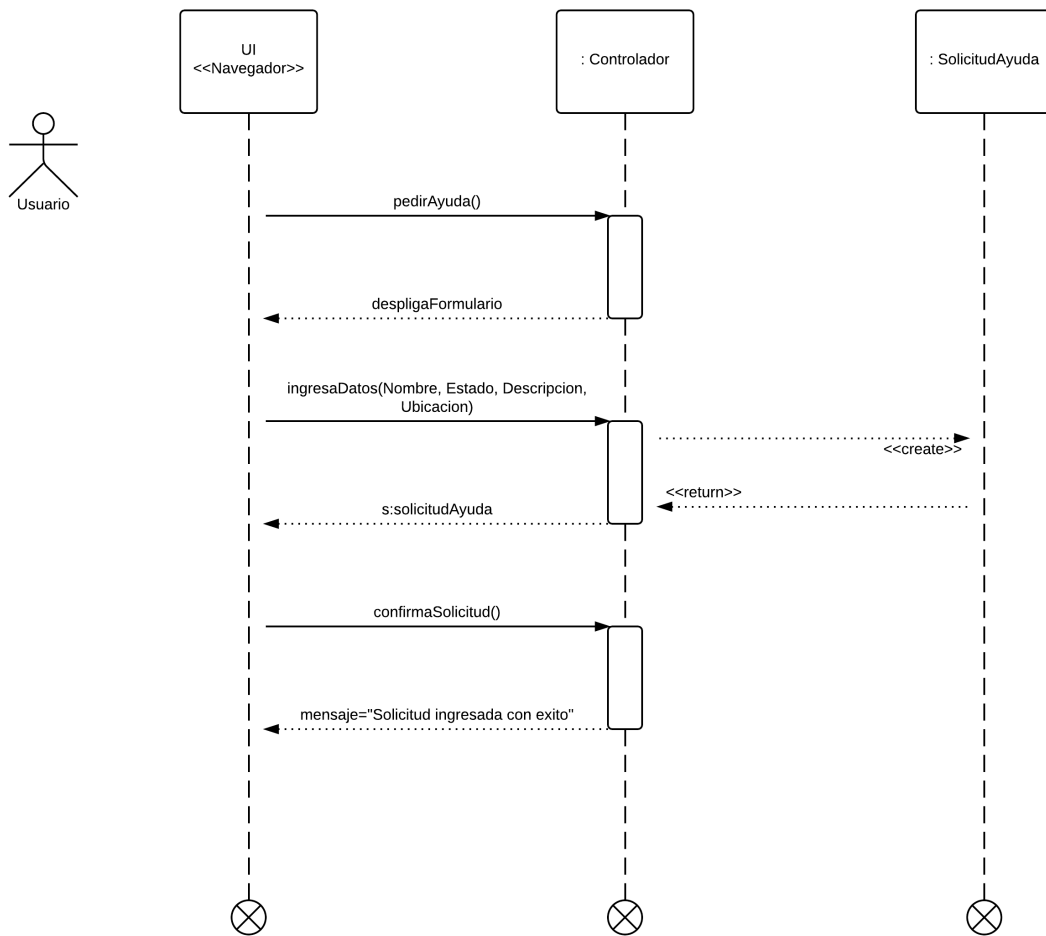 UI
<<Navegador>>
: Controlador
: SolicitudAyuda
Usuario
pedirAyuda()
despligaFormulario
ingresaDatos(Nombre, Estado, Descripcion,
Ubicacion)
<<create>>
<<return>>
s:solicitudAyuda
confirmaSolicitud()
mensaje="Solicitud ingresada con exito"